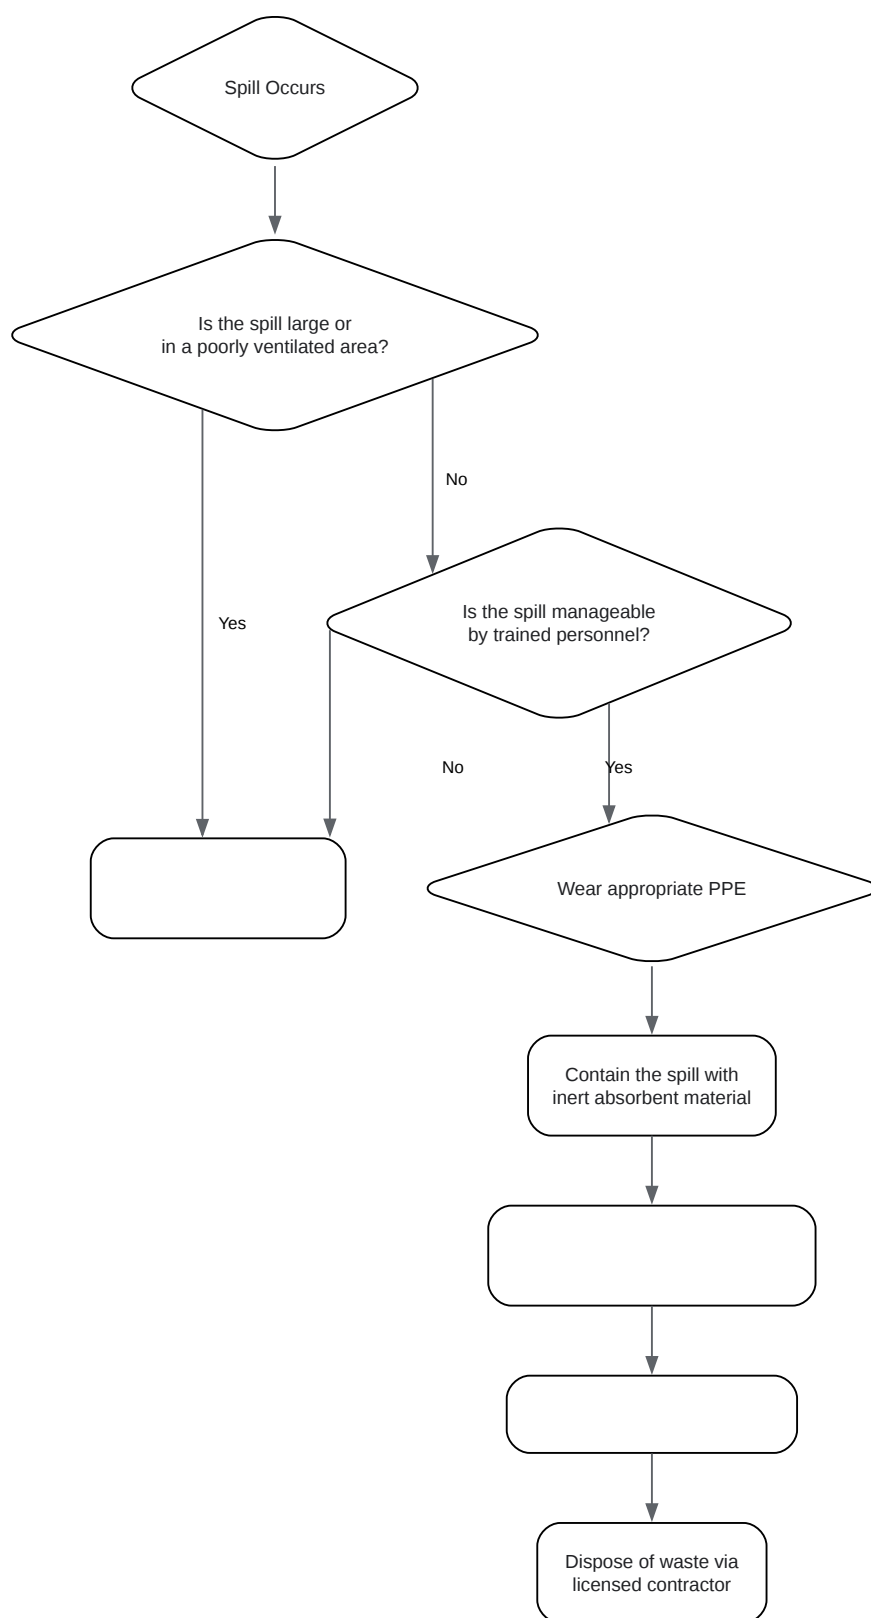 Spill Occurs
Is the spill large or
in a poorly ventilated area?
No
Yes
Is the spill manageable
by trained personnel?
No
Yes
Wear appropriate PPE
Contain the spill with
inert absorbent material
Dispose of waste via
licensed contractor